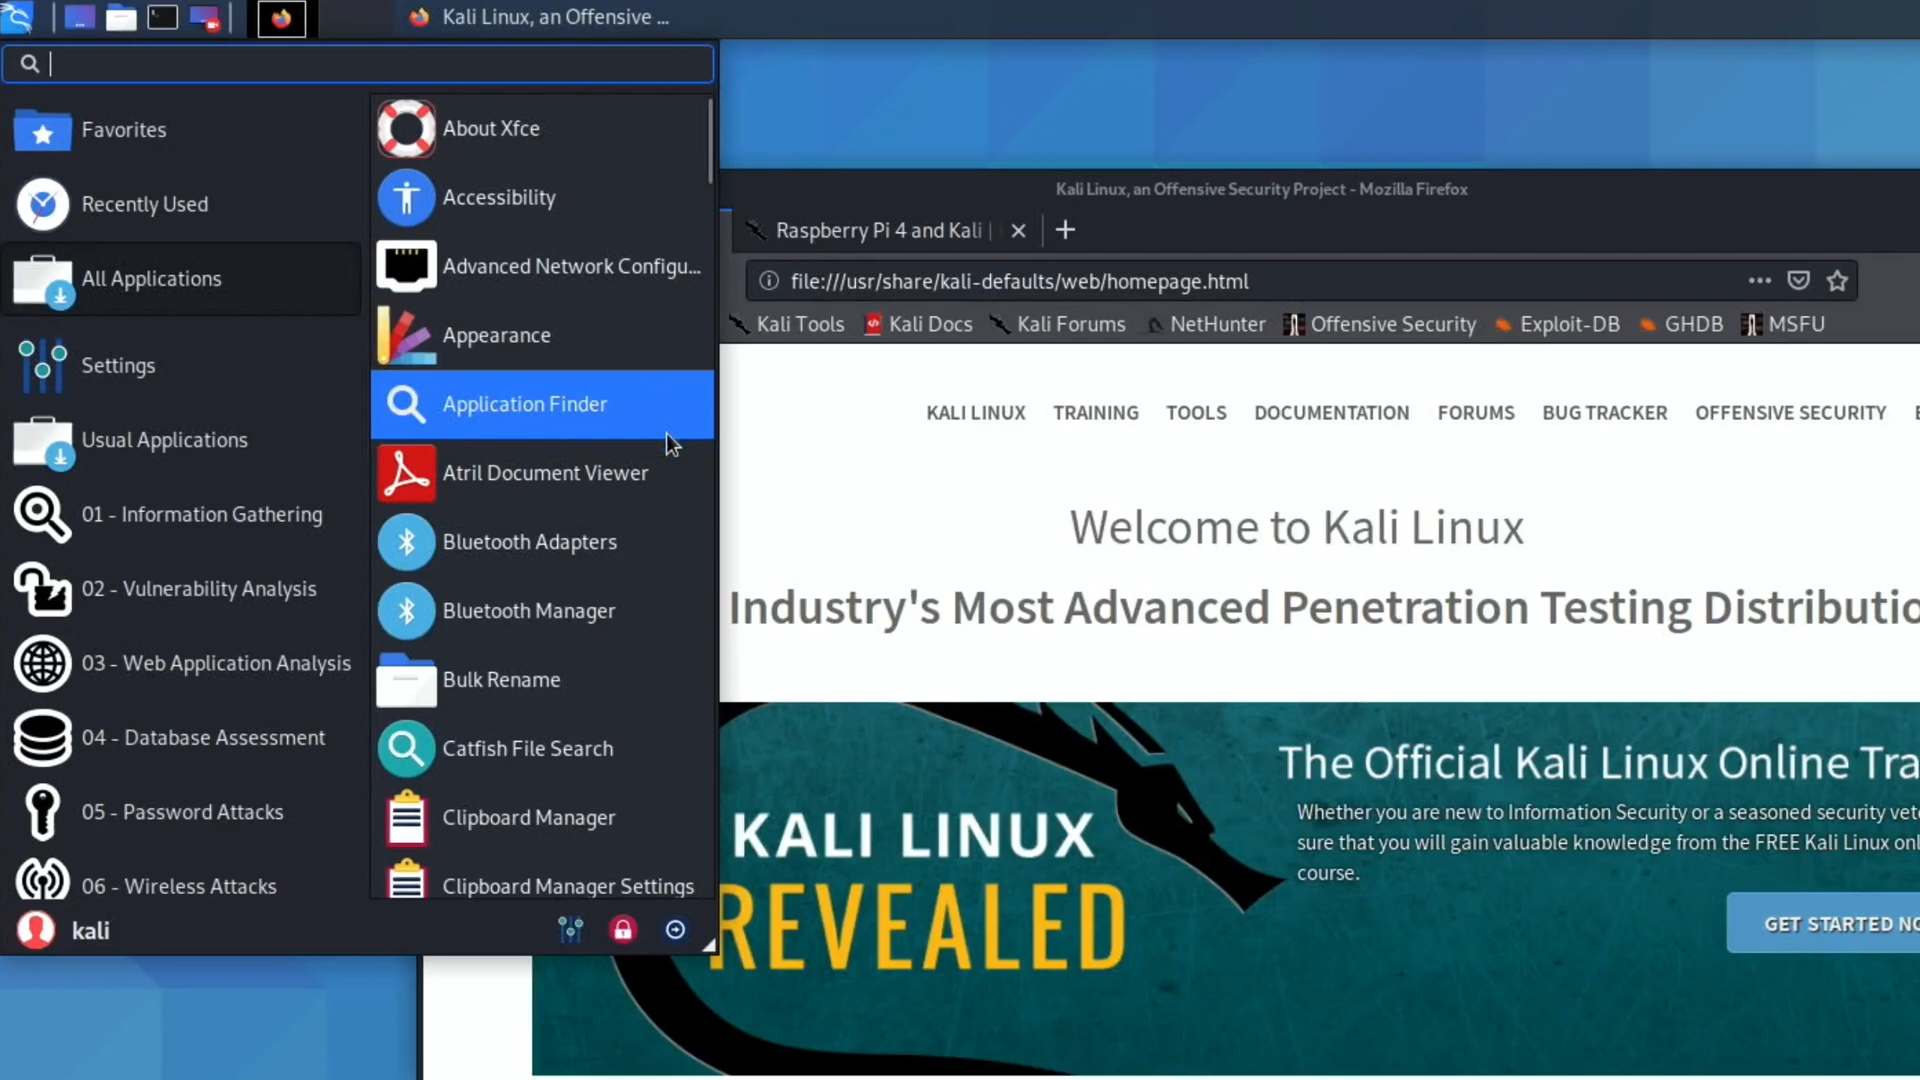 Kali Linux, an Offensive ...
Favorites
Recently Used
All Applications
Settings
Usual Applications
01 - Information Gathering
02 - Vulnerability Analysis
03 - Web Application Analysis
04 - Database Assessment
05 - Password Attacks
06 - Wireless Attacks
kali
About Xfce
Accessibility
Advanced Network Configu...
Appearance
Application Finder
Atril Document Viewer
Bluetooth Adapters
Bluetooth Manager
Bulk Rename
Catfish File Search
Clipboard Manager
Clipboard Manager Settings
Kali Linux, an Offensive Security Project - Mozilla Firefox
Raspberry Pi 4 and Kali |
file:///usr/share/kali-defaults/web/homepage.html
Kali Tools Kali Docs Kali Forums NetHunter Offensive Security Exploit-DB GHDB MSFU
KALI LINUX TRAINING TOOLS DOCUMENTATION FORUMS BUG TRACKER OFFENSIVE SECURITY
Welcome to Kali Linux
Industry's Most Advanced Penetration Testing Distributio
KALI LINUX
REVEALED
The Official Kali Linux Online Tra
Whether you are new to Information Security or a seasoned security vete
sure that you will gain valuable knowledge from the FREE Kali Linux onl
course.
GET STARTED NO